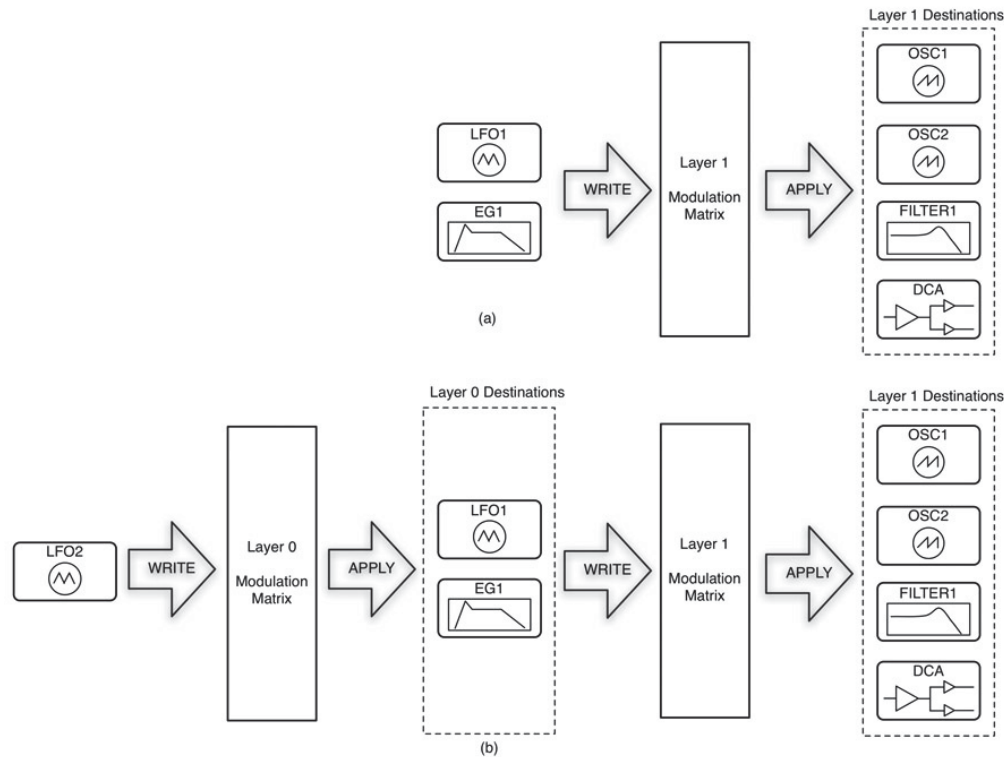 Layer 1 Destinations
OSC1
LFO1
OSC2
Layer 1
Modulation
Matrix
WRITE
APPLY
EG1
FILTER1
DCA
(a)
Layer 0 Destinations
Layer 1 Destinations
OSC1
LFO1
OSC2
LFO2
Layer 0
Modulation
Matrix
Layer 1
Modulation
Matrix
WRITE
APPLY
WRITE
APPLY
EG1
FILTER1
DCA
(b)